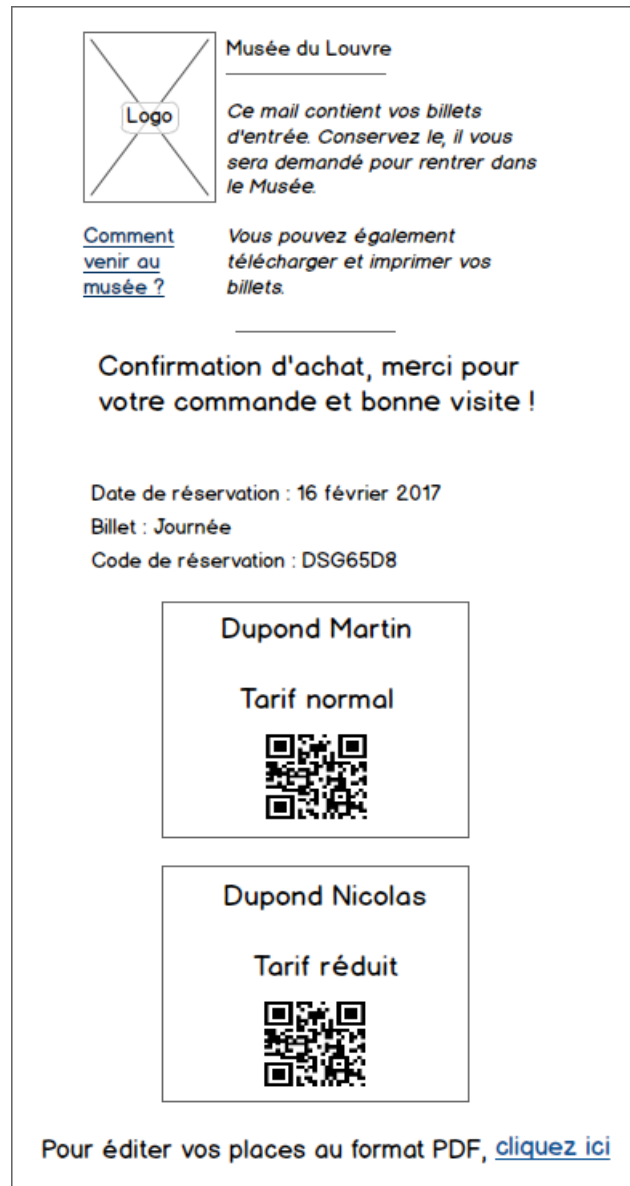 Musée du Louvre
Logo
Ce mail contient vos billets
d'entrée. Conservez le, il vous
sera demandé pour rentrer dans
le Musée.
Comment
venir au
musée ?
Vous pouvez également
télécharger et imprimer vos
billets.
Confirmation d'achat, merci pour
votre commande et bonne visite !
Date de réservation : 16 février 2017
Billet : Journée
Code de réservation : DSG65D8
Dupond Martin
Tarif normal
Dupond Nicolas
Tarif réduit
Pour éditer vos places au format PDF, cliquez ici